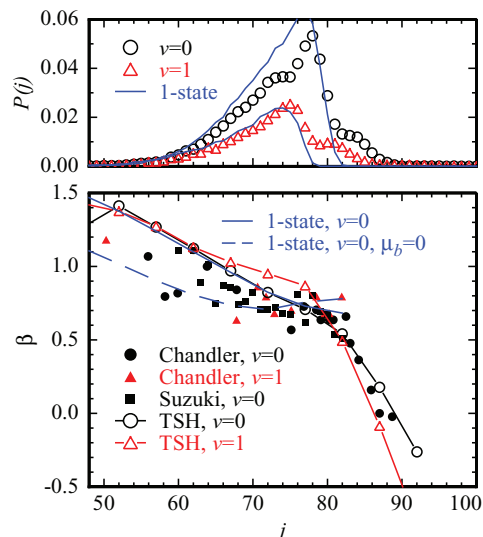 0.06
0.04
0.02
0.00
P(j)
v=0
v=1
1-state
1.5
1.0
0.5
0.0
-0.5
β
1-state, v=0
1-state, v=0, μb=0
Chandler, v=0
Chandler, v=1
Suzuki, v=0
TSH, v=0
TSH, v=1
50 60 70 80 90 100
j